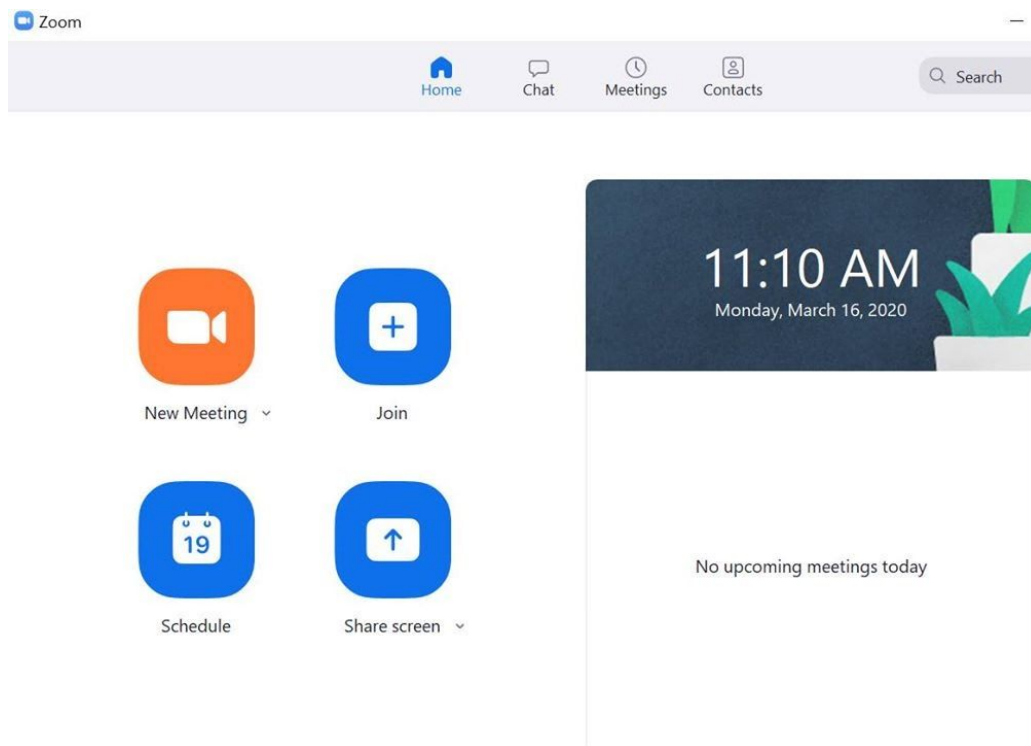 Zoom
Home Chat Meetings Contacts Search
11:10 AM
Monday, March 16, 2020
New Meeting
Join
19
Schedule
Share screen
No upcoming meetings today